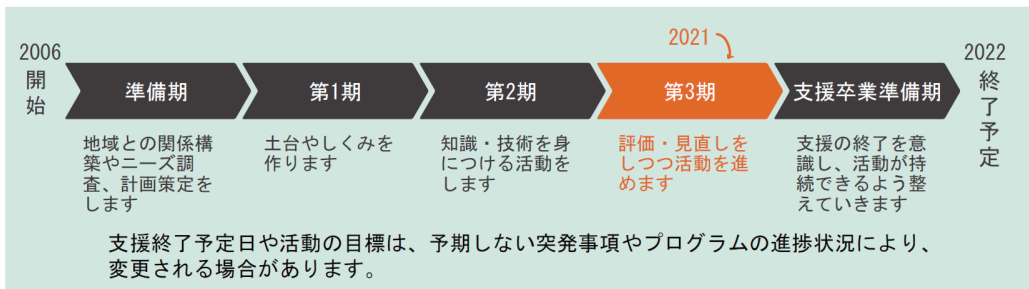 2021
2006
開始
準備期
第1期
第2期
第3期
支援卒業準備期
2022
終了予定
地域との関係構
築やニーズ調
査、計画策定を
します
土台やしくみを
作ります
知識・技術を身
につける活動を
します
評価・見直しを
しつつ活動を進
めます
支援の終了を意
識し、活動が持
続できるよう整
えていきます
支援終了予定日や活動の目標は、予期しない突発事項やプログラムの進捗状況により、
変更される場合があります。